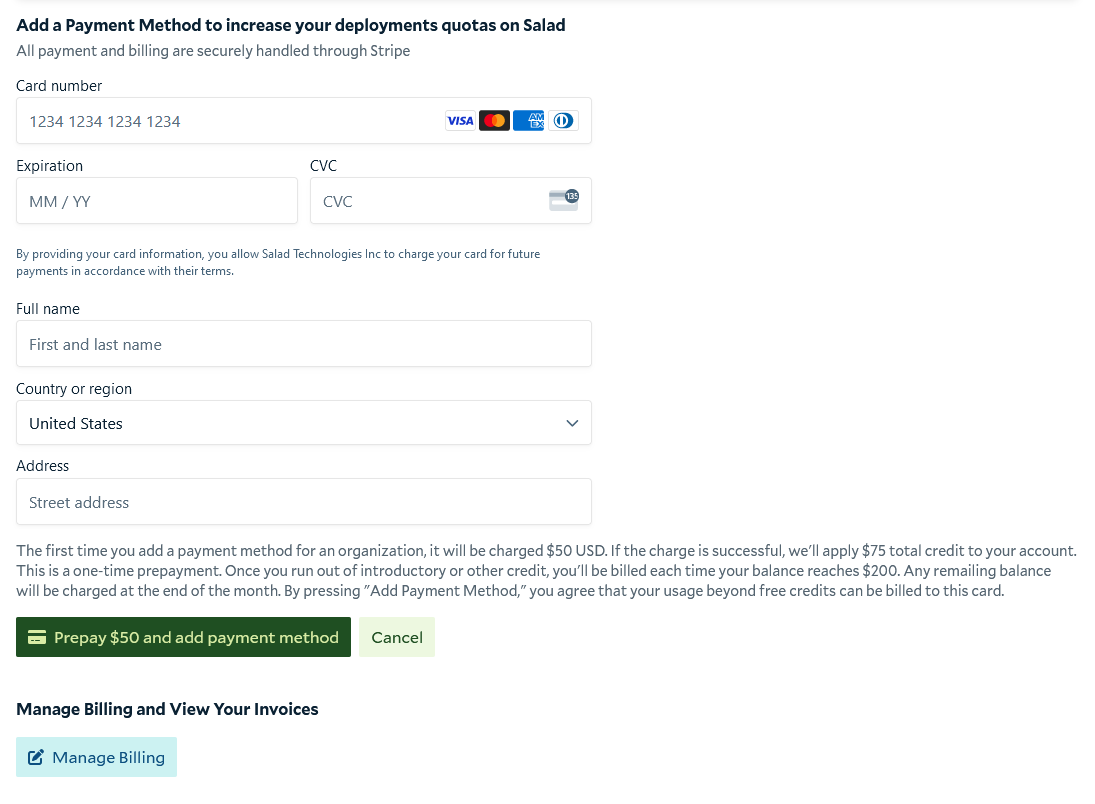 Add a Payment Method to increase your deployments quotas on Salad
All payment and billing are securely handled through Stripe
Card number
1234 1234 1234 1234 VISA AM EX
Expiration CVC
MM / YY CVC 135
By providing your card information, you allow Salad Technologies Inc to charge your card for future
payments in accordance with their terms.
Full name
First and last name
Country or region
United States
Address
Street address
The first time you add a payment method for an organization, it will be charged $50 USD. If the charge is successful, we'll apply $75 total credit to your account.
This is a one-time prepayment. Once you run out of introductory or other credit, you'll be billed each time your balance reaches $200. Any remailing balance
will be charged at the end of the month. By pressing "Add Payment Method," you agree that your usage beyond free credits can be billed to this card.
Prepay $50 and add payment method Cancel
Manage Billing and View Your Invoices
Manage Billing